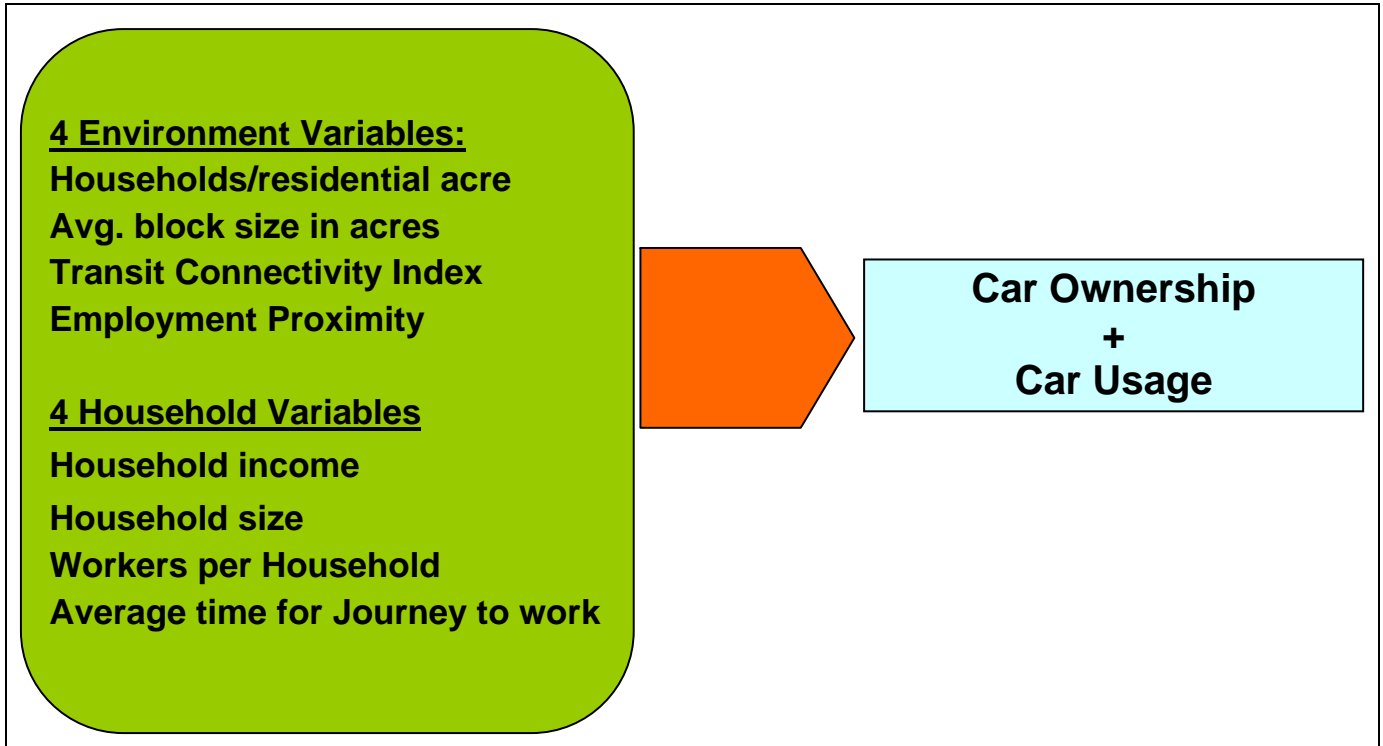 4 Environment Variables:
Households/residential acre
Avg. block size in acres
Transit Connectivity Index
Employment Proximity
4 Household Variables
Household income
Household size
Workers per Household
Average time for Journey to work
Car Ownership
+
Car Usage